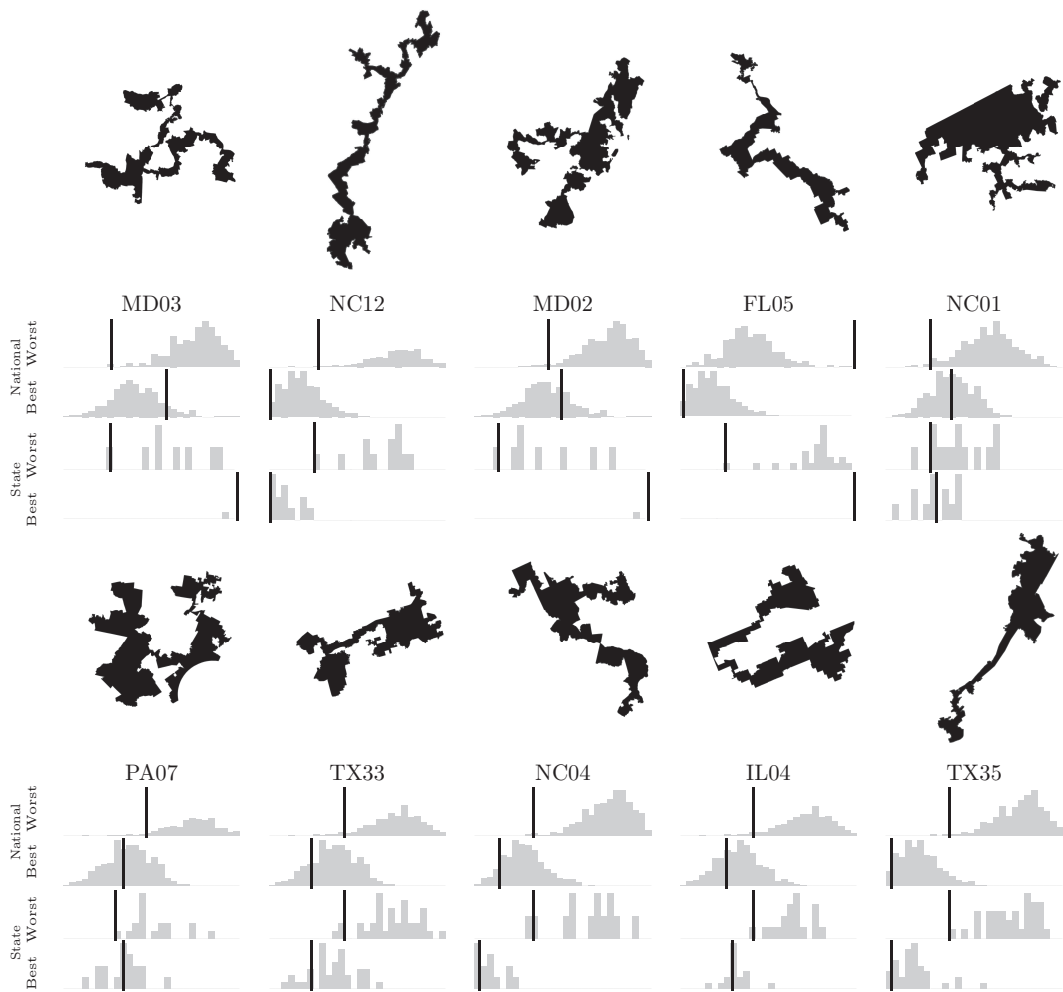 MD03 NC12 MD02 FL05 NC01
National
Worst
Best
State
Worst
Best
PA07 TX33 NC04 IL04 TX35
National
Worst
Best
State
Worst
Best